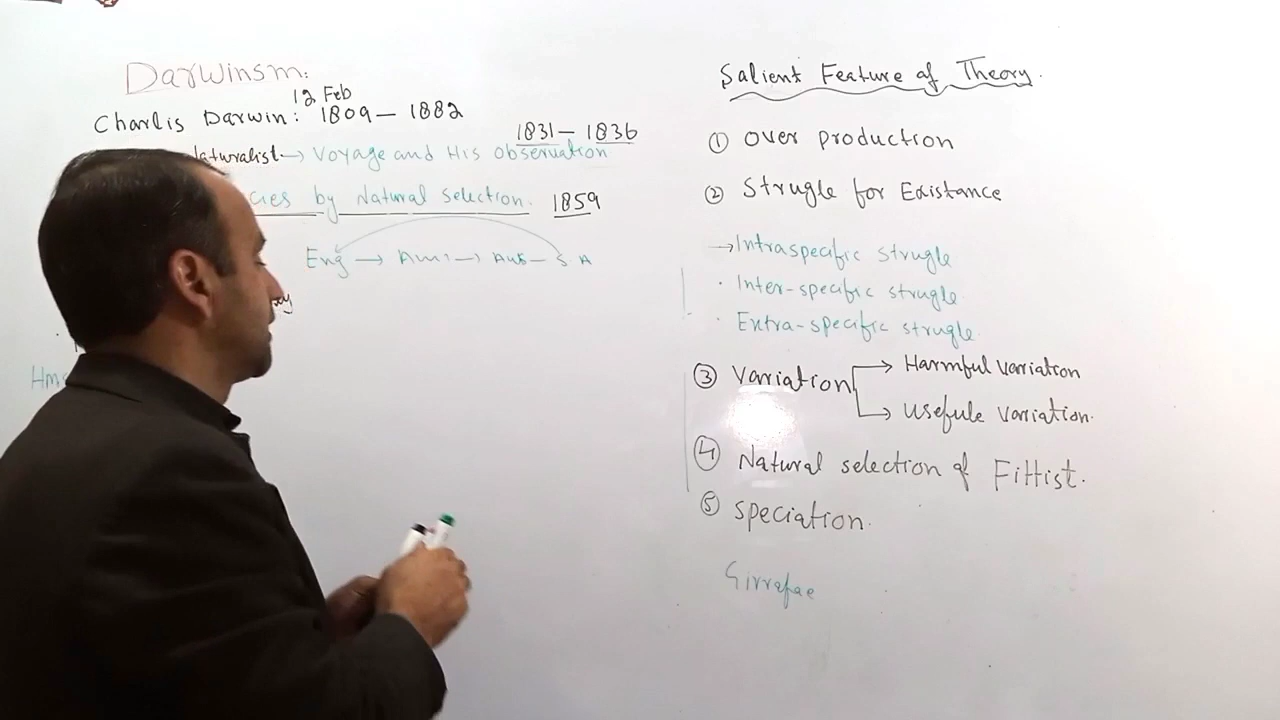 Darwinsm:
12 Feb
Charlis Darwin: 1809 — 1882
1831 — 1836
Naturalist → Voyage and His observation
cies by Natural selection. 1859
Eng → Am → Aus — S A
Hms
Salient Feature of Theory.
① Over production
② Strugle for Existance
→ Intraspecific strugle
· Inter-specific strugle
· Extra-specific strugle
③ Variation → Harmful variation
→ usefule variation.
④ Natural selection of Fittist.
⑤ speciation.
Girrafae